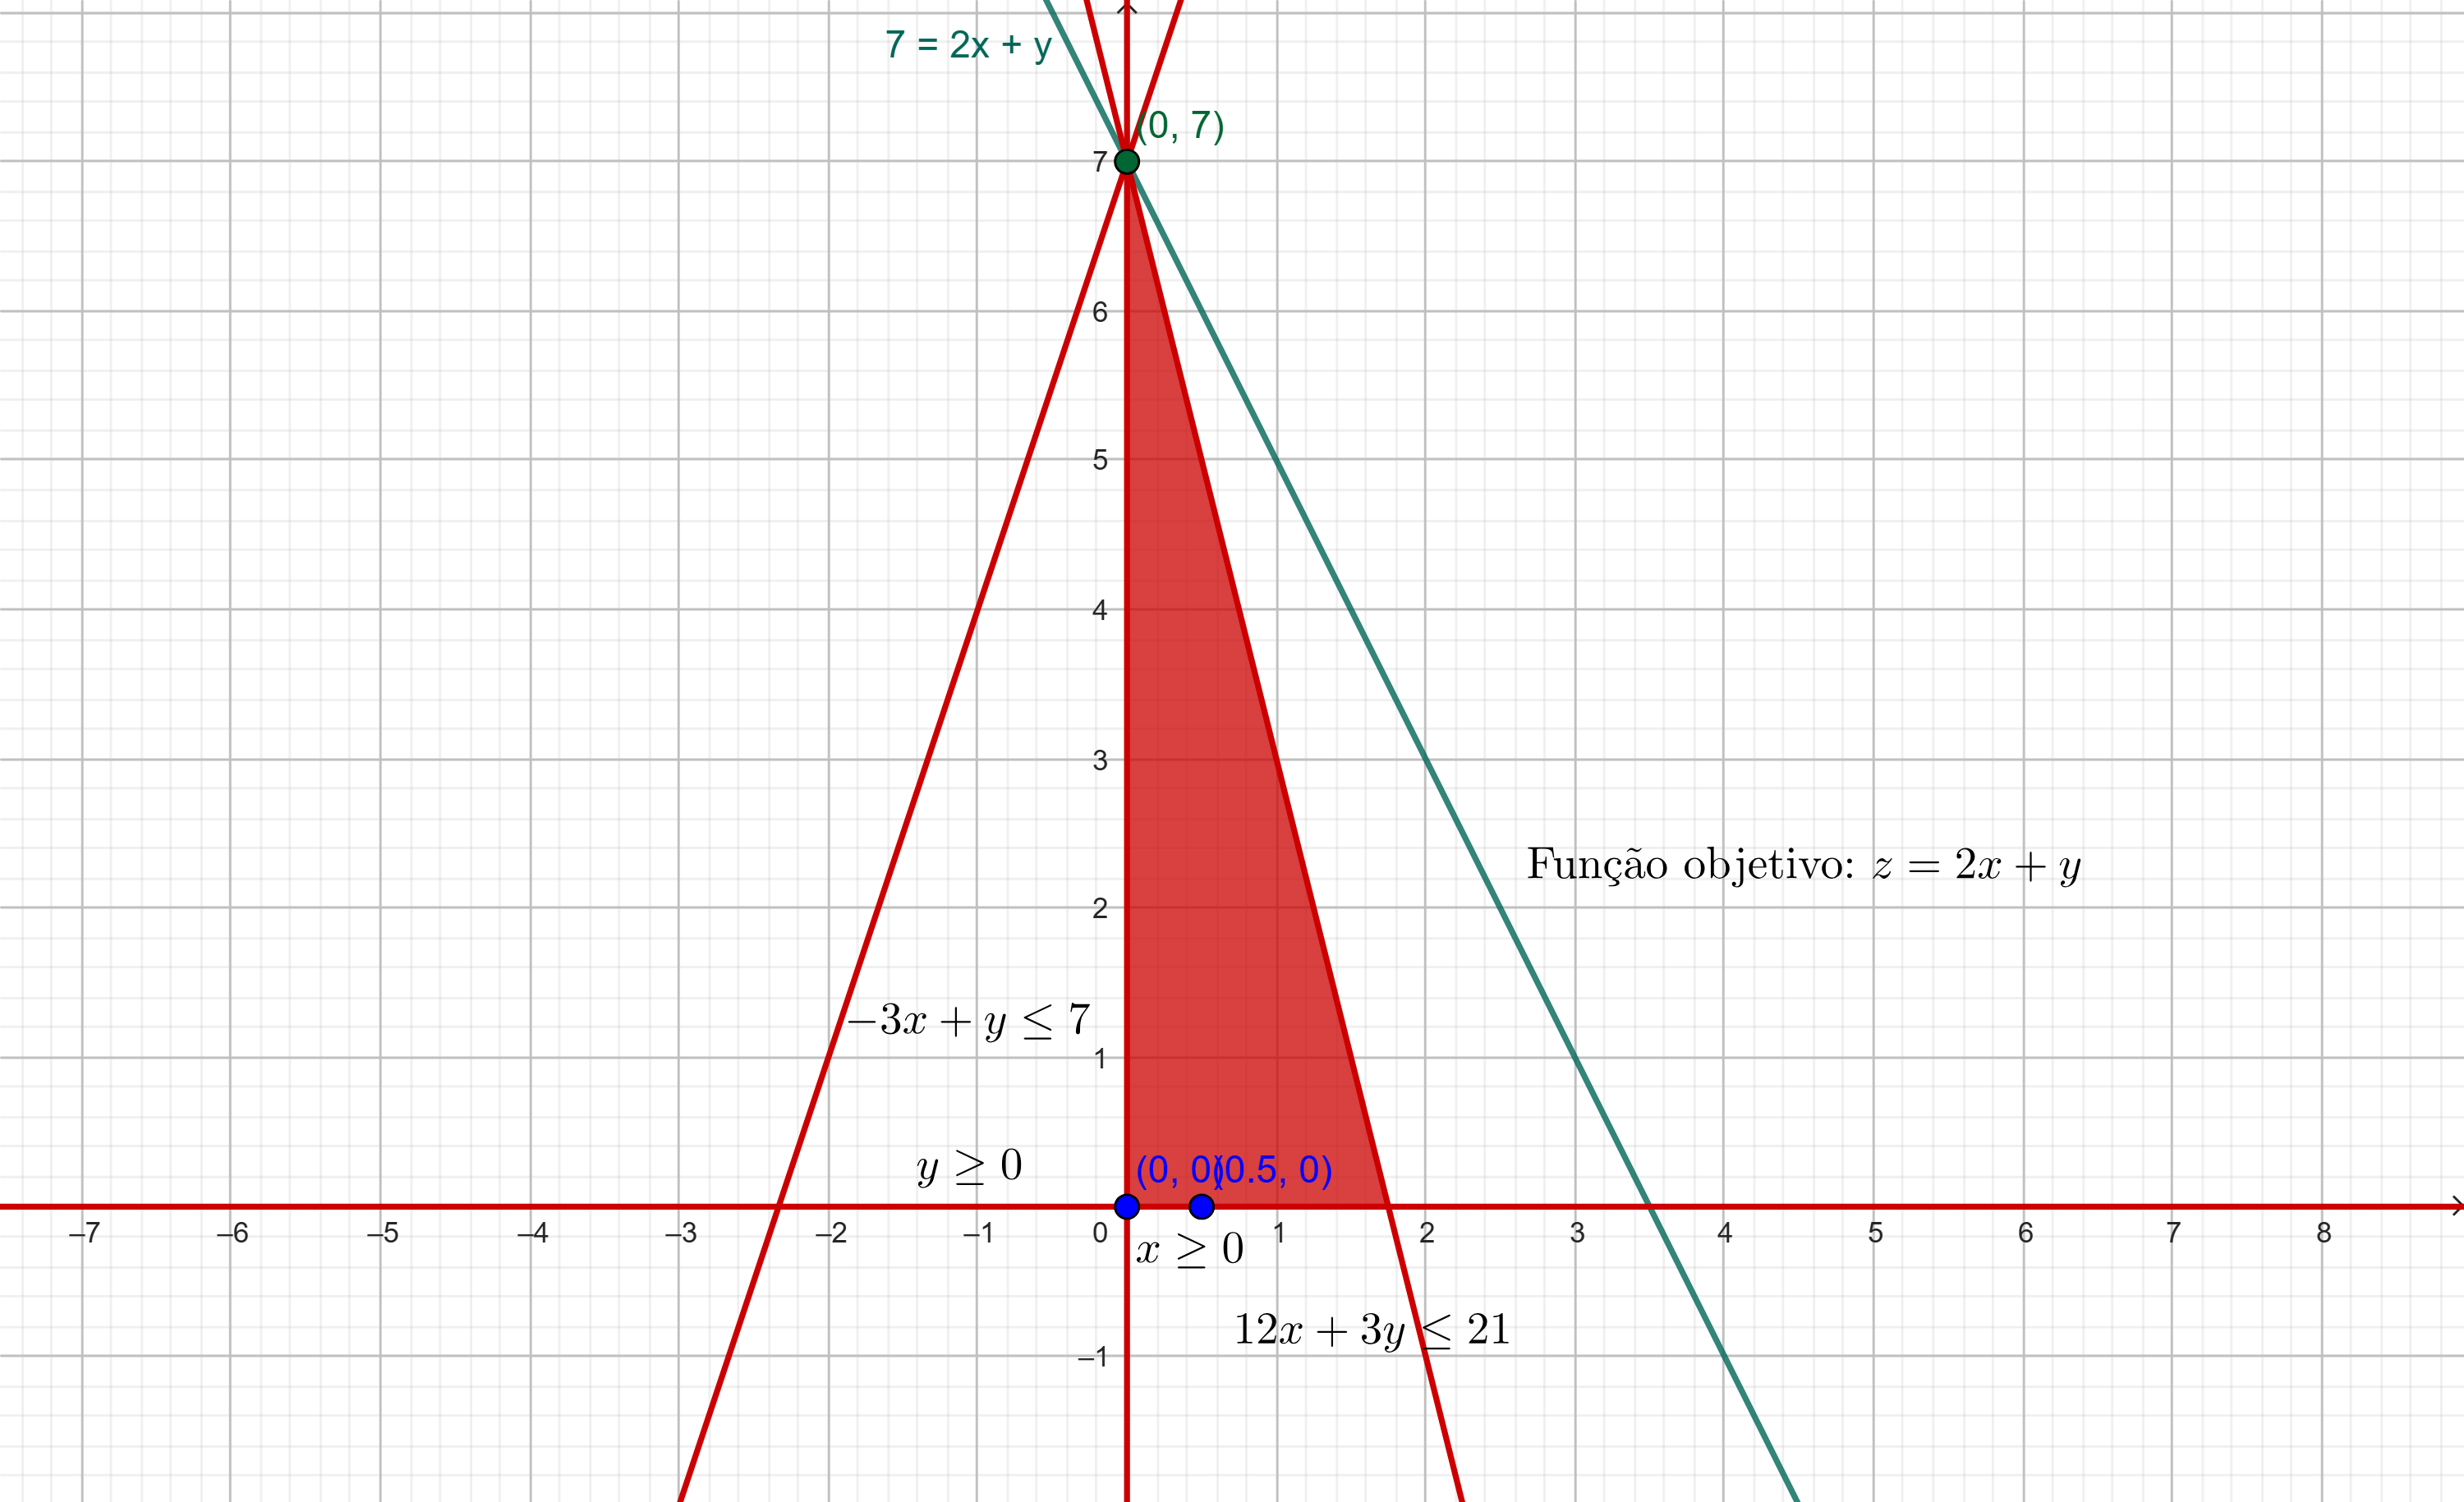 7 = 2x + y
(0, 7)
7
6
5
4
3
Função objetivo: z = 2x + y
2
−3x + y ≤ 7
1
y ≥ 0
(0, 0)
(0.5, 0)
−7 −6 −5 −4 −3 −2 −1 0 1 2 3 4 5 6 7 8
x ≥ 0
12x + 3y ≤ 21
−1